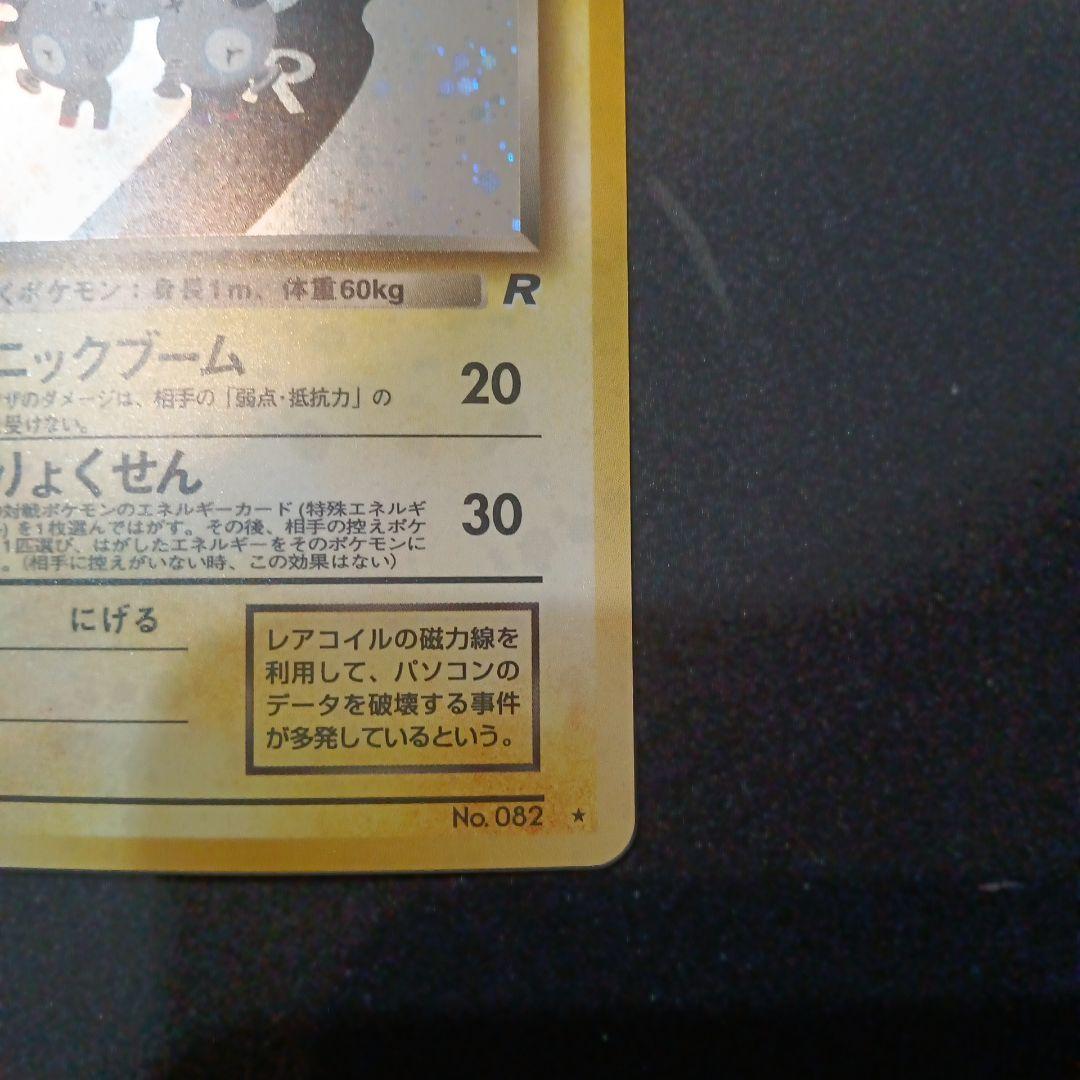 R
くポケモン：身長1m、体重60kg R
ニックブーム 20
ザのダメージは、相手の「弱点・抵抗力」の
受けない。
りょくせん 30
対戦ポケモンのエネルギーカード(特殊エネルギ
)を1枚選んではがす。その後、相手の控えポケ
1匹選び、はがしたエネルギーをそのポケモンに
。(相手に控えがいない時、この効果はない)
にげる
レアコイルの磁力線を
利用して、パソコンの
データを破壊する事件
が多発しているという。
No. 082 ★